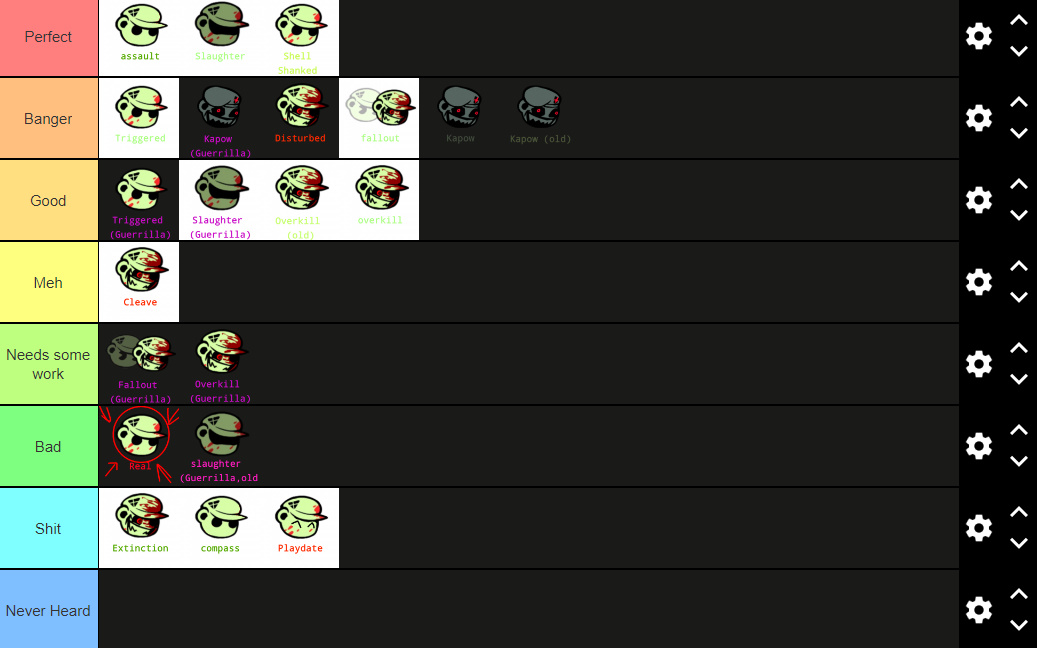 Perfect
assault
Slaughter
Shell
Shanked
Banger
Triggered
Kapow
(Guerrilla)
Disturbed
fallout
Kapow
Kapow (old)
Good
Triggered
(Guerrilla)
Slaughter
(Guerrilla)
Overkill
(old)
overkill
Meh
Cleave
Needs some
work
Fallout
(Guerrilla)
Overkill
(Guerrilla)
Bad
Real
slaughter
(Guerrilla,old
Shit
Extinction
compass
Playdate
Never Heard